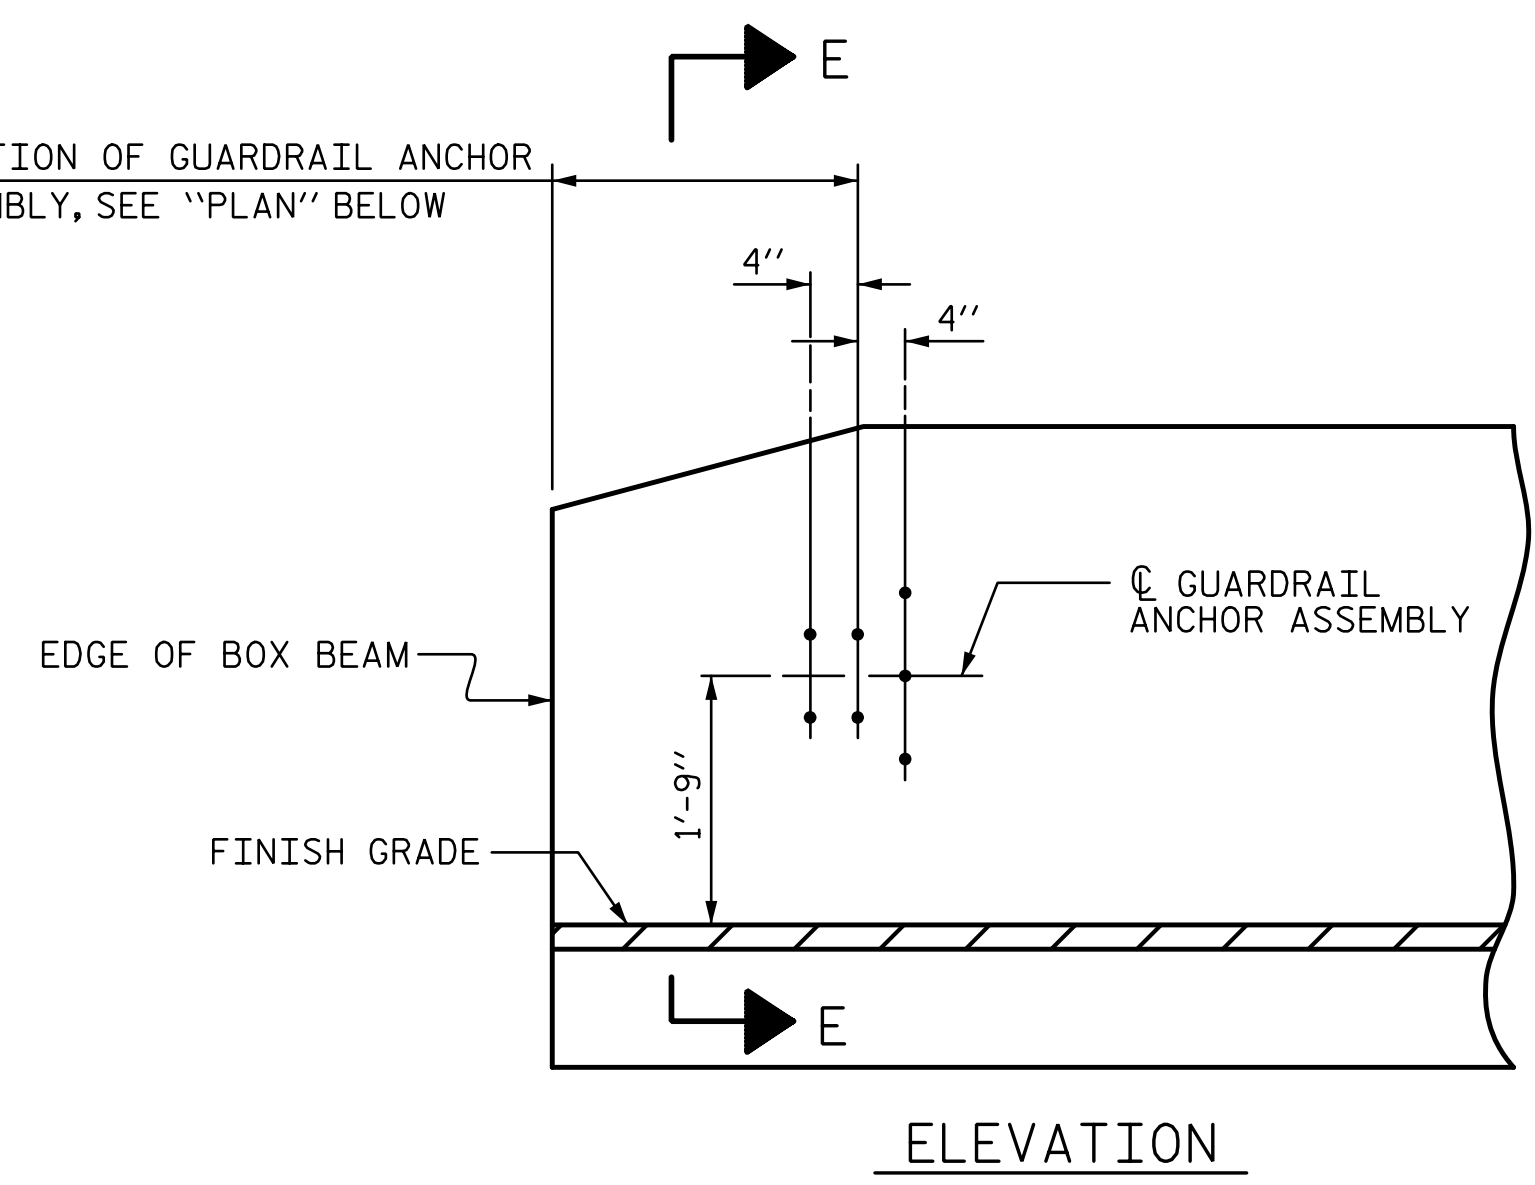 E
TION OF GUARDRAIL ANCHOR
MBLY, SEE "PLAN" BELOW
4"
4"
℄ GUARDRAIL
ANCHOR ASSEMBLY
EDGE OF BOX BEAM
1'-9"
FINISH GRADE
E
ELEVATION